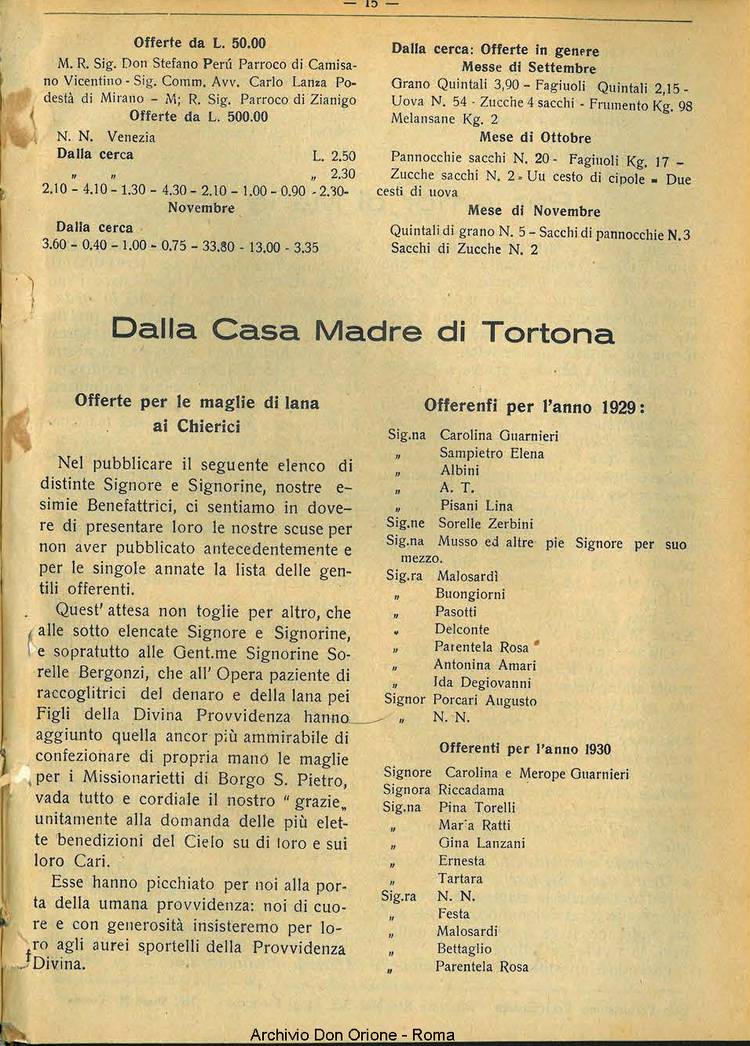 — 15 —
Offerte da L. 50.00
M. R. Sig. Don Stefano Perú Parroco di Camisa-
no Vicentino - Sig. Comm. Avv. Carlo Lanza Po-
destà di Mirano - M; R. Sig. Parroco di Zianigo
Offerte da L. 500.00
N. N. Venezia
Dalla cerca L. 2.50
„ „ „ 2.30
2.10 - 4.10 - 1.30 - 4.30 - 2.10 - 1.00 - 0.90 - 2.30-
Novembre
Dalla cerca
3.60 - 0.40 - 1.00 - 0.75 - 33.80 - 13.00 - 3.35
Dalla cerca: Offerte in genere
Messe di Settembre
Grano Quintali 3,90 - Fagiuoli Quintali 2,15 -
Uova N. 54 - Zucche 4 sacchi - Frumento Kg. 98
Melansane Kg. 2
Mese di Ottobre
Pannocchie sacchi N. 20 - Fagiuoli Kg. 17 -
Zucche sacchi N. 2 - Uu cesto di cipole - Due
cesti di uova
Mese di Novembre
Quintali di grano N. 5 - Sacchi di pannocchie N. 3
Sacchi di Zucche N. 2
Dalla Casa Madre di Tortona
Offerte per le maglie di lana
ai Chierici
Nel pubblicare il seguente elenco di
distinte Signore e Signorine, nostre e-
simie Benefattrici, ci sentiamo in dove-
re di presentare loro le nostre scuse per
non aver pubblicato antecedentemente e
per le singole annate la lista delle gen-
tili offerenti.
Quest' attesa non toglie per altro, che
alle sotto elencate Signore e Signorine,
e sopratutto alle Gent.me Signorine So-
relle Bergonzi, che all' Opera paziente di
raccoglitrici del denaro e della lana pei
Figli della Divina Provvidenza hanno
aggiunto quella ancor più ammirabile di
confezionare di propria mano le maglie
per i Missionarietti di Borgo S. Pietro,
vada tutto e cordiale il nostro " grazie„
unitamente alla domanda delle più elet-
te benedizioni del Cielo su di loro e sui
loro Cari.
Esse hanno picchiato per noi alla por-
ta della umana provvidenza: noi di cuo-
re e con generosità insisteremo per lo-
ro agli aurei sportelli della Provvidenza
Divina.
Offerenti per l'anno 1929:
Sig.na Carolina Guarnieri
„ Sampietro Elena
„ Albini
„ A. T.
„ Pisani Lina
Sig.ne Sorelle Zerbini
Sig.na Musso ed altre pie Signore per suo
mezzo.
Sig.ra Malosardi
„ Buongiorni
„ Pasotti
„ Delconte
„ Parentela Rosa
„ Antonina Amari
„ Ida Degiovanni
Signor Porcari Augusto
„ N. N.
Offerenti per l'anno 1930
Signore Carolina e Merope Guarnieri
Signora Riccadama
Sig.na Pina Torelli
„ Mar'a Ratti
„ Gina Lanzani
„ Ernesta
„ Tartara
Sig.ra N. N.
„ Festa
„ Malosardi
„ Bettaglio
„ Parentela Rosa
Archivio Don Orione - Roma